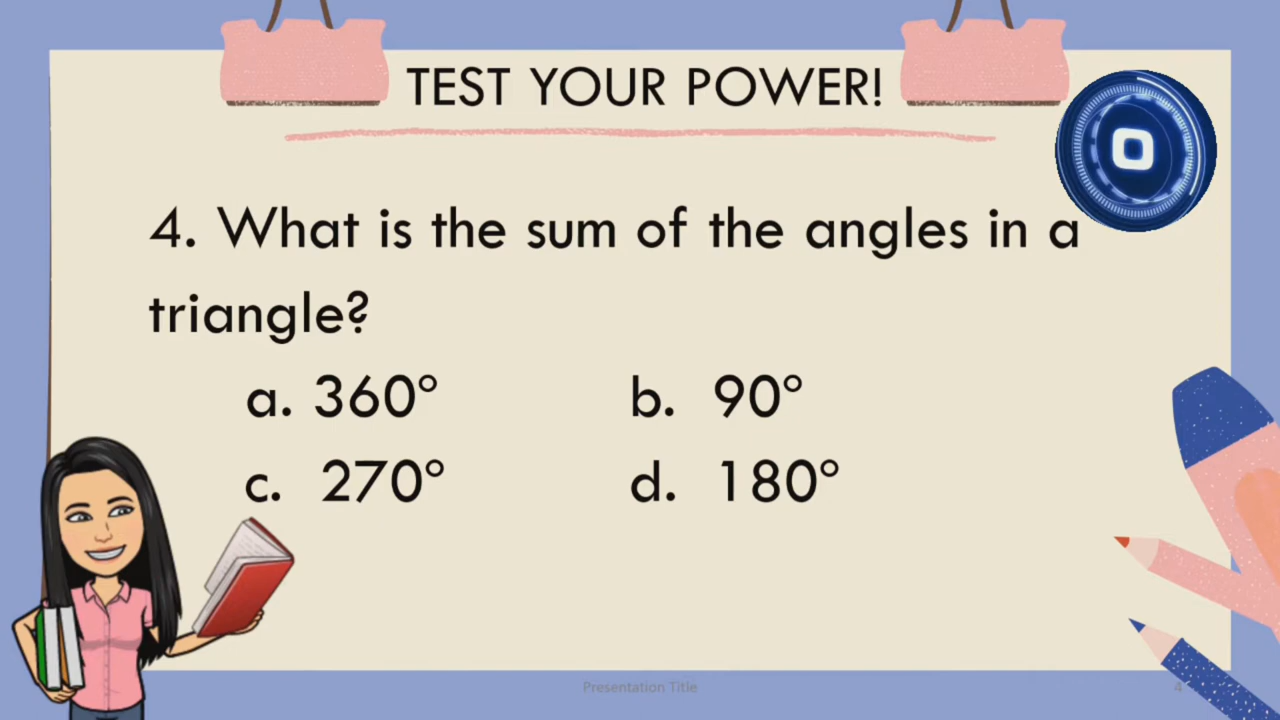 TEST YOUR POWER!
4. What is the sum of the angles in a
triangle?
a. 360° b. 90°
c. 270° d. 180°
Presentation Title 4